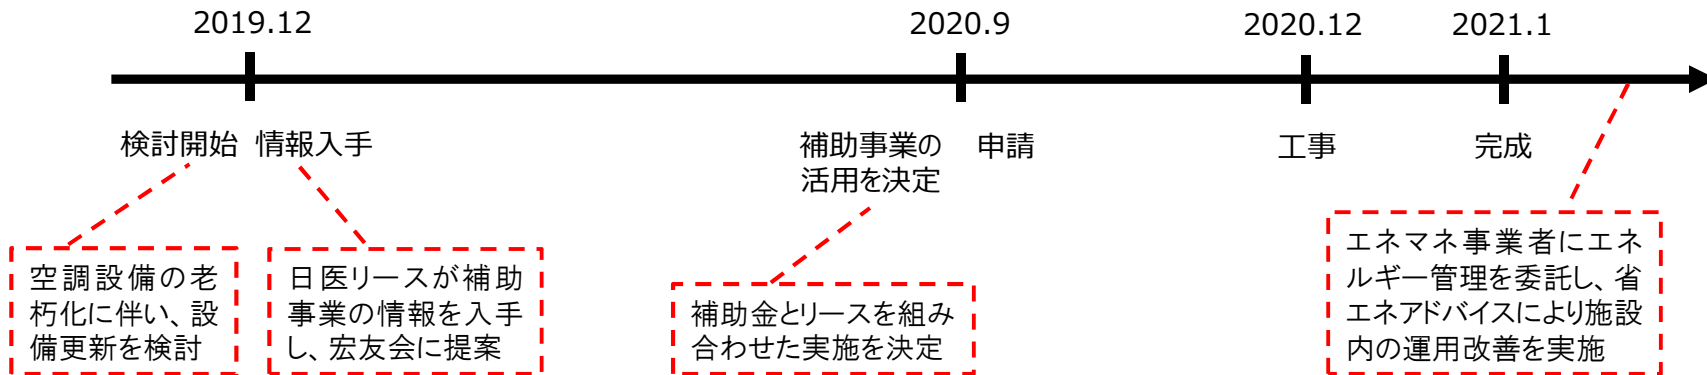 2019.12
2020.9
2020.12
2021.1
検討開始 情報入手
補助事業の
活用を決定
申請
工事
完成
空調設備の老
朽化に伴い、設
備更新を検討
日医リースが補助
事業の情報を入手
し、宏友会に提案
補助金とリースを組み
合わせた実施を決定
エネマネ事業者にエネ
ルギー管理を委託し、省
エネアドバイスにより施設
内の運用改善を実施